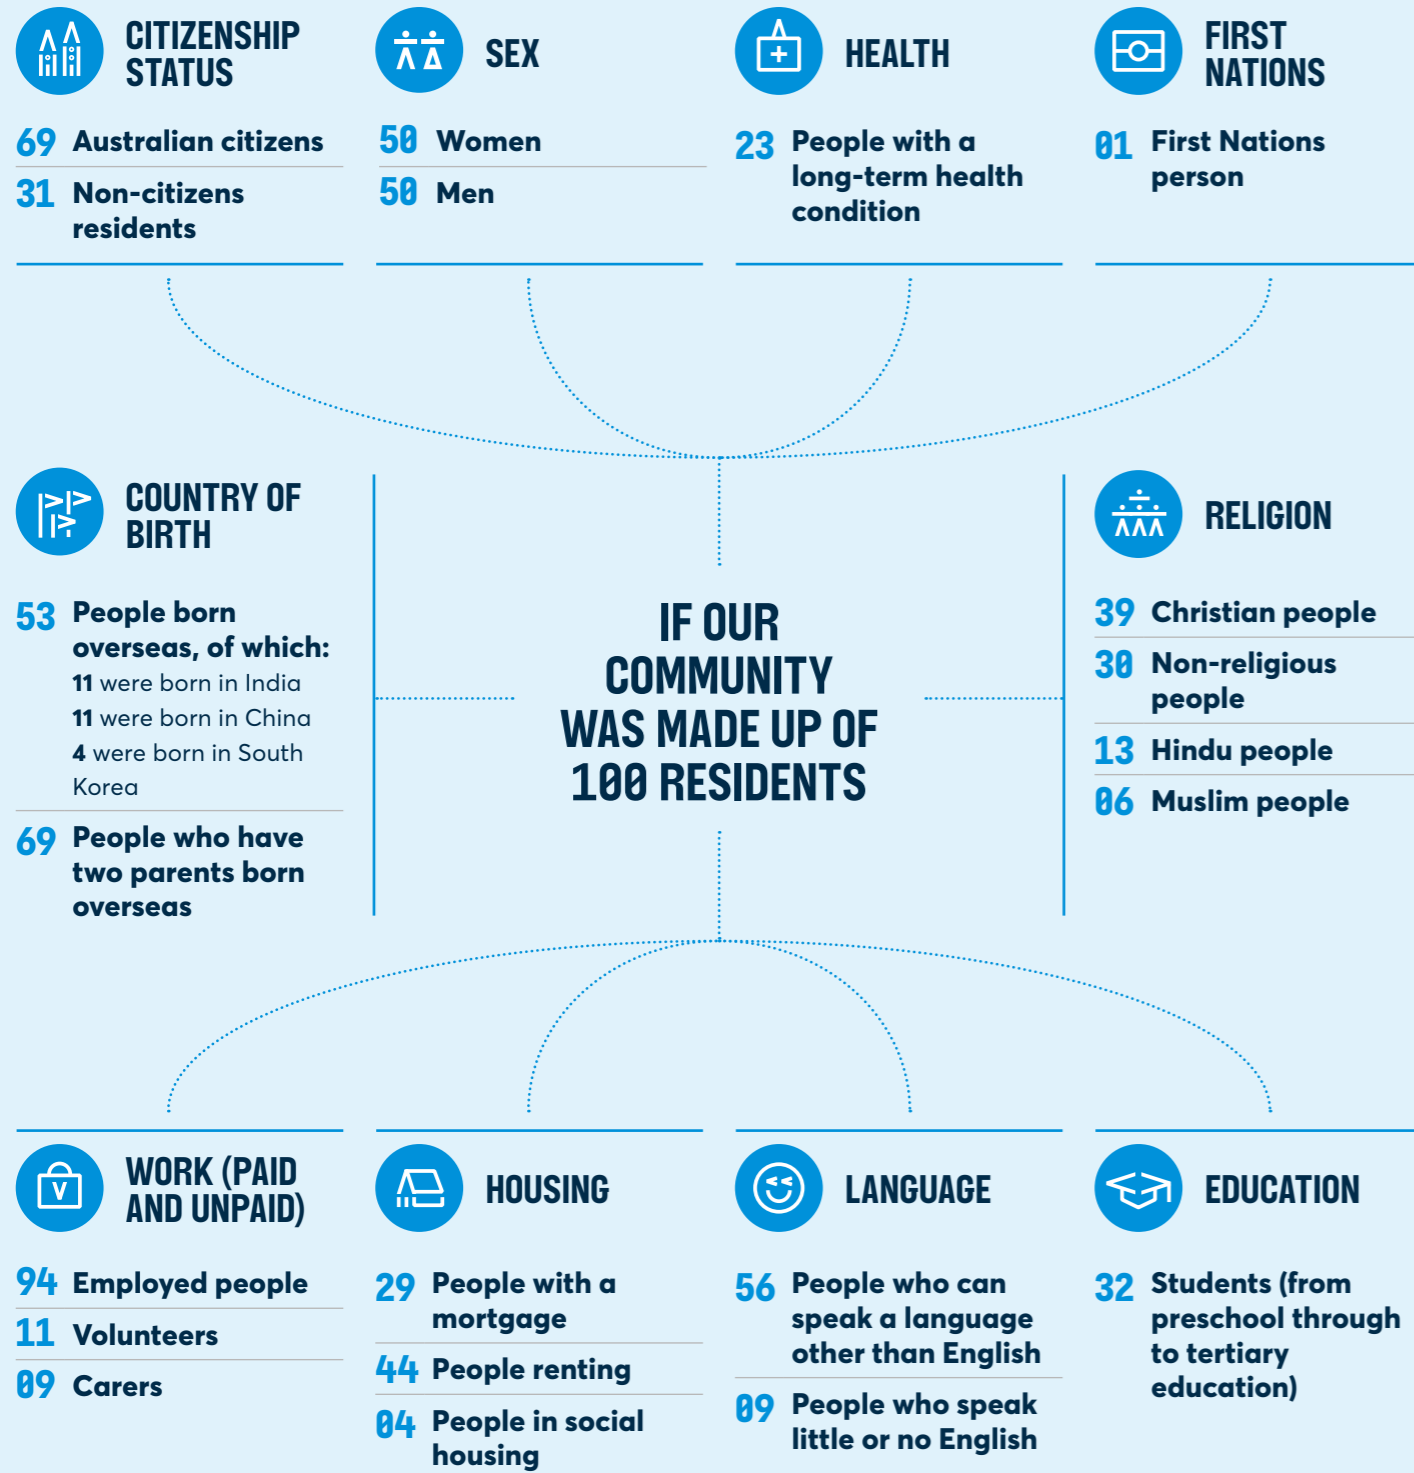 CITIZENSHIP
STATUS
69 Australian citizens
31 Non-citizens
residents
SEX
50 Women
50 Men
HEALTH
23 People with a
long-term health
condition
FIRST
NATIONS
01 First Nations
person
COUNTRY OF
BIRTH
53 People born
overseas, of which:
11 were born in India
11 were born in China
4 were born in South
Korea
69 People who have
two parents born
overseas
IF OUR
COMMUNITY
WAS MADE UP OF
100 RESIDENTS
RELIGION
39 Christian people
30 Non-religious
people
13 Hindu people
06 Muslim people
WORK (PAID
AND UNPAID)
94 Employed people
11 Volunteers
09 Carers
HOUSING
29 People with a
mortgage
44 People renting
04 People in social
housing
LANGUAGE
56 People who can
speak a language
other than English
09 People who speak
little or no English
EDUCATION
32 Students (from
preschool through
to tertiary
education)